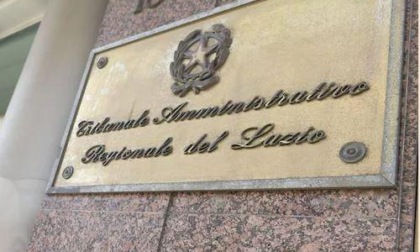 Tribunale Amministrativo
Regionale del Lazio